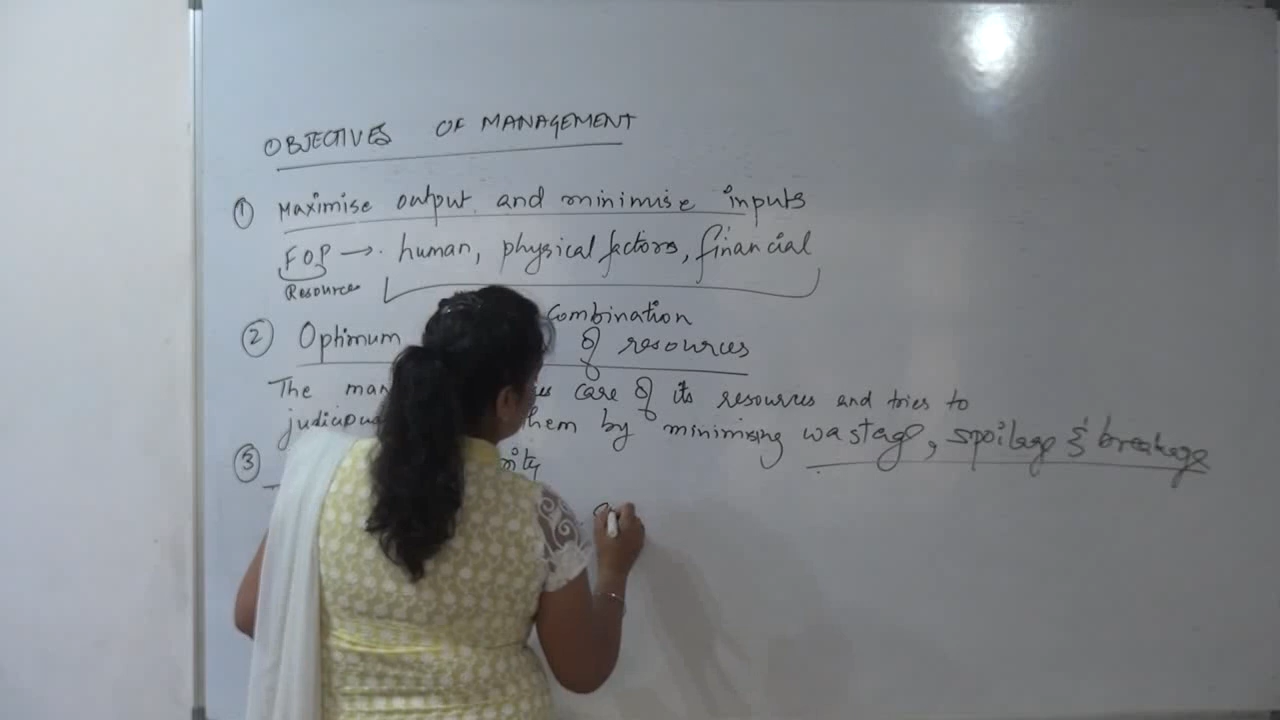 OBJECTIVES OF MANAGEMENT
① Maximise output and minimise inputs
FOP → human, physical factors, financial
Resources
Combination
② Optimum of resources
The care of its resources and tries to
them by minimising wastage, spoilage & breakage
③